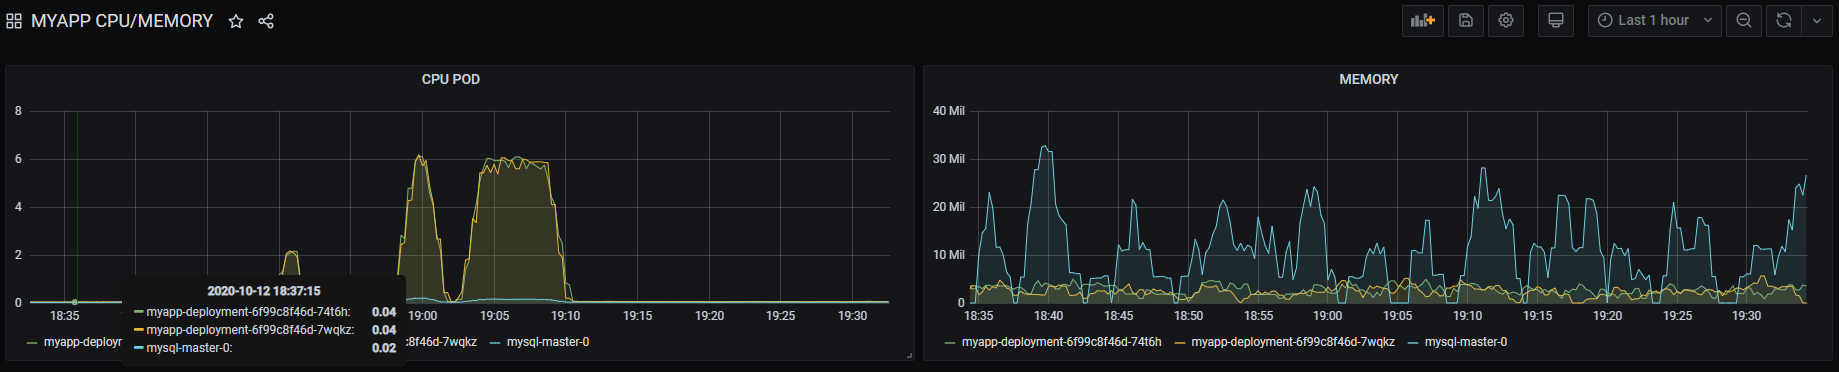 MYAPP CPU/MEMORY
Last 1 hour
CPU POD
8
6
4
2
0
18:35
19:00
19:05
19:10
19:15
19:20
19:25
19:30
2020-10-12 18:37:15
myapp-deployment-6f99c8f46d-74t6h: 0.04
myapp-deployment-6f99c8f46d-7wqkz: 0.04
mysql-master-0: 0.02
myapp-deployr
c8f46d-7wqkz
mysql-master-0
MEMORY
40 Mil
30 Mil
20 Mil
10 Mil
0
18:35
18:40
18:45
18:50
18:55
19:00
19:05
19:10
19:15
19:20
19:25
19:30
myapp-deployment-6f99c8f46d-74t6h
myapp-deployment-6f99c8f46d-7wqkz
mysql-master-0